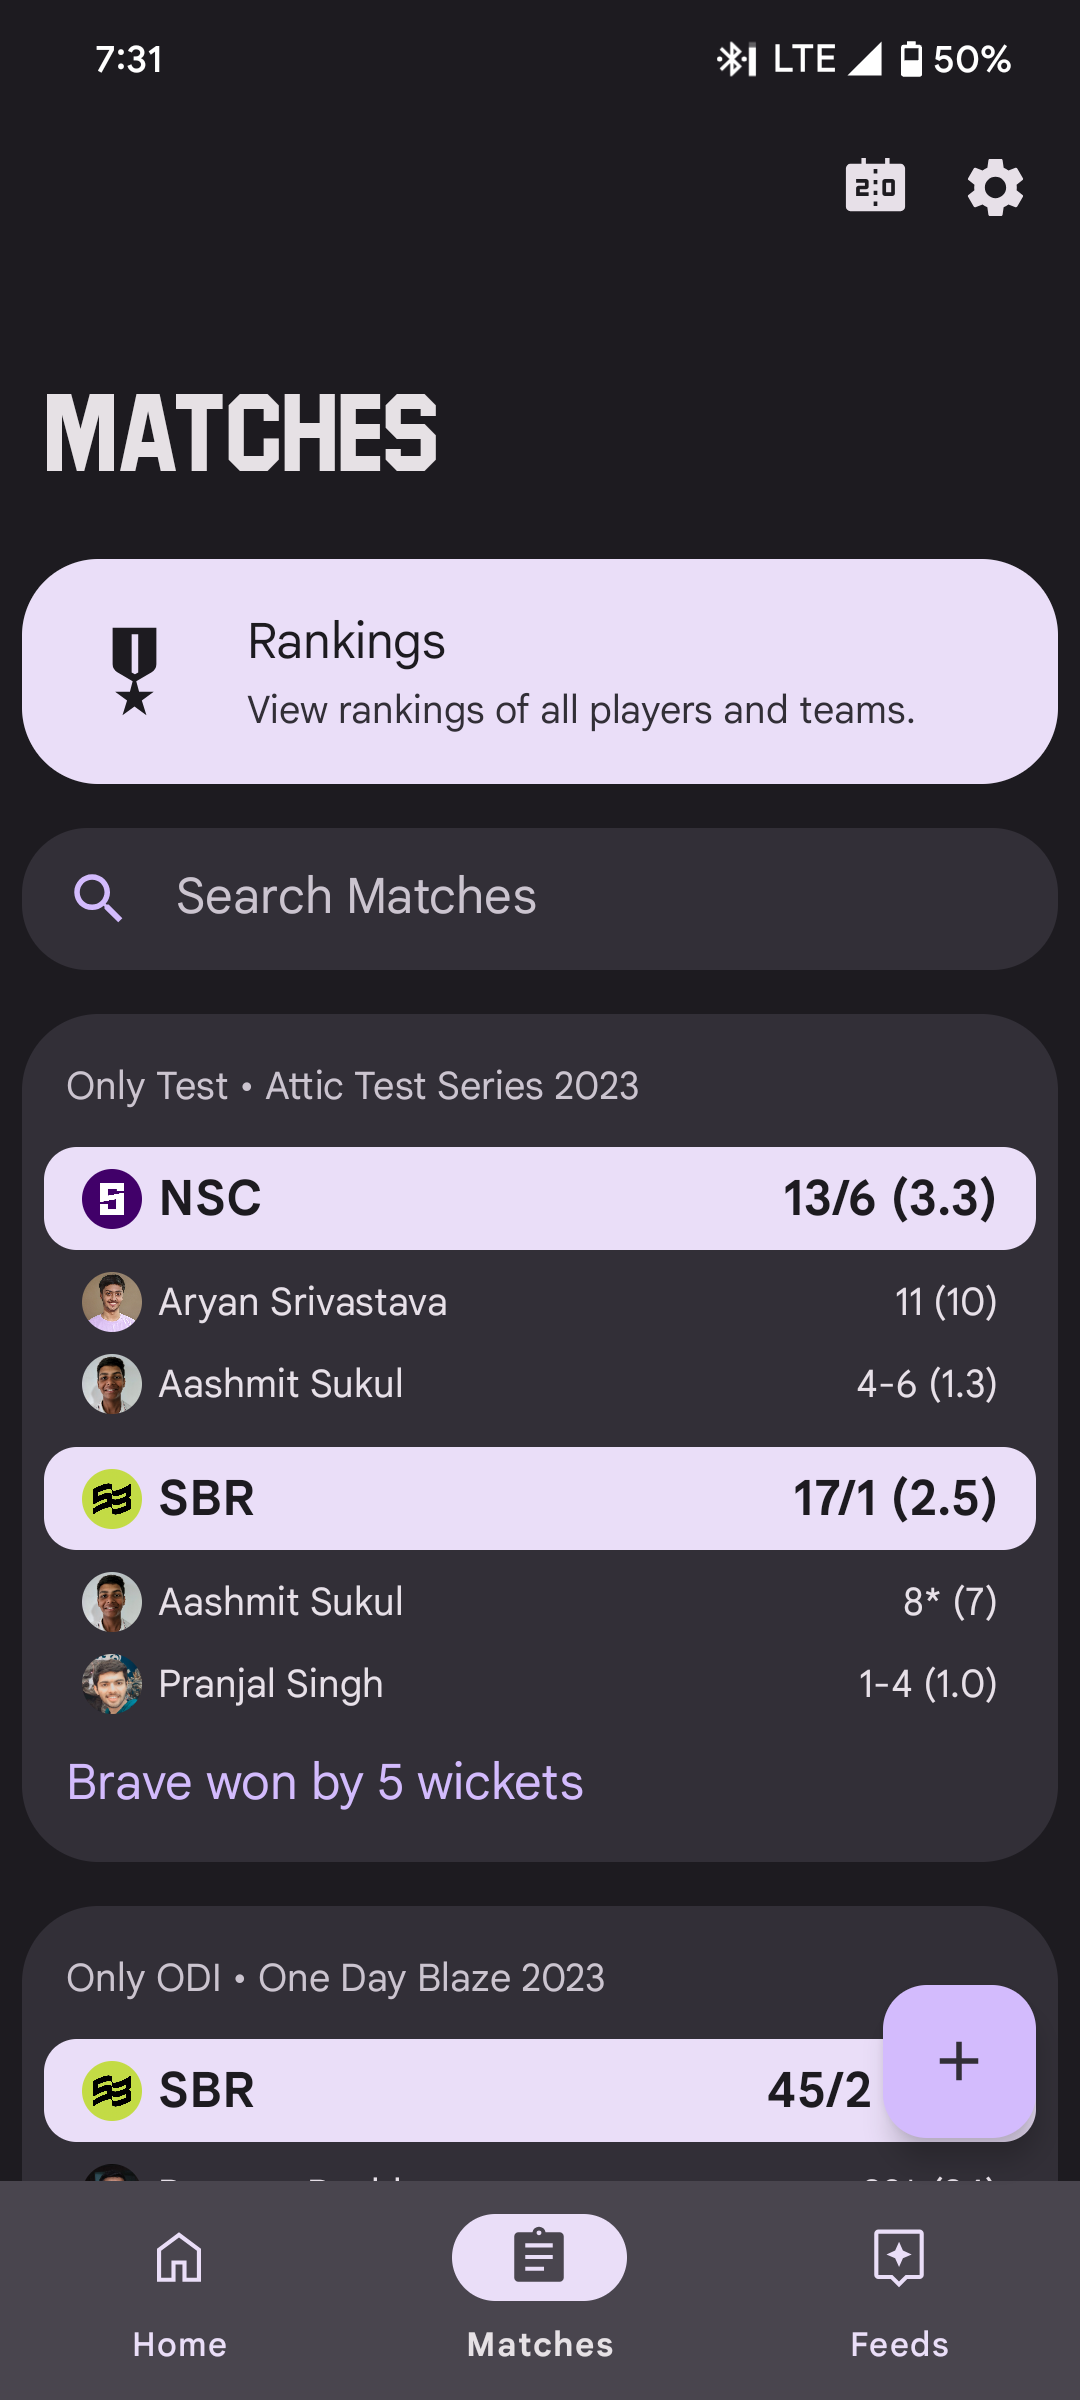 7:31 LTE 50%
2:0
MATCHES
Rankings
View rankings of all players and teams.
Search Matches
Only Test • Attic Test Series 2023
NSC 13/6 (3.3)
Aryan Srivastava 11 (10)
Aashmit Sukul 4-6 (1.3)
SBR 17/1 (2.5)
Aashmit Sukul 8* (7)
Pranjal Singh 1-4 (1.0)
Brave won by 5 wickets
Only ODI • One Day Blaze 2023
SBR 45/2
Home Matches Feeds